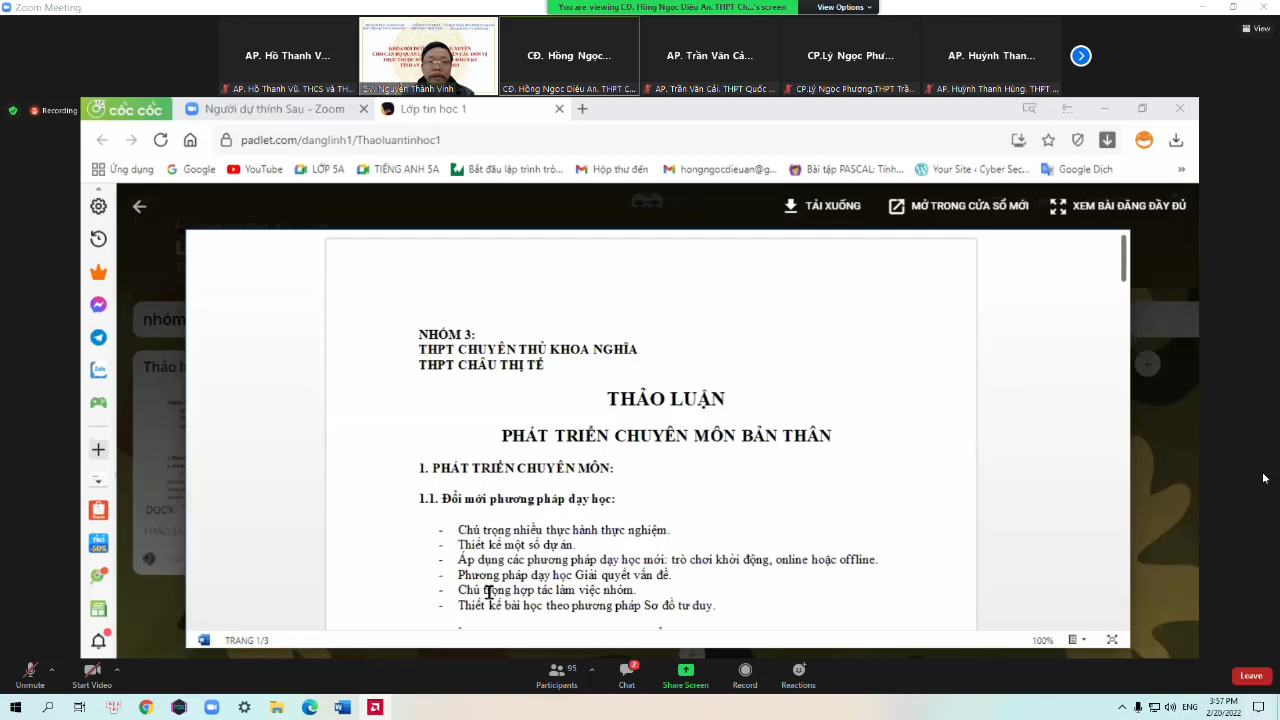 Zoom Meeting
You are viewing CD. Hồng Ngọc Diệu An. THPT Ch...'s screen
View Options
AP. Hồ Thanh V...
CĐ. Hồng Ngọc...
AP. Trần Văn Cả...
AP. Huỳnh Than...
View
AP. Hồ Thanh Vũ. THCS và TH...
GV. Nguyễn Thành Vinh
CĐ. Hồng Ngọc Diệu An. THPT C...
AP. Trần Văn Cải. THPT Quốc ...
CP.Lý Ngọc Phương.THPT Trầ...
AP. Huỳnh Thanh Hùng. THPT ...
Recording
CỐC CỐC
Người dự thính Sau - Zoom
Lớp tin học 1
padlet.com/danglinh1/Thaoluantinhoc1
Ứng dụng
Google
YouTube
LỚP 5A
TIẾNG ANH 5A
Bắt đầu lập trình trò...
Hộp thư đến
hongngocdieuan@g...
Bài tập PASCAL: Tính...
Your Site ‹ Cyber Sec...
Google Dịch
TẢI XUỐNG
MỞ TRONG CỬA SỔ MỚI
XEM BÀI ĐĂNG ĐẦY ĐỦ
nhóm
Thảo l
DOCX
NHÓM 3:
THPT CHUYÊN THỦ KHOA NGHĨA
THPT CHÂU THỊ TẾ
THẢO LUẬN
PHÁT TRIỂN CHUYÊN MÔN BẢN THÂN
1. PHÁT TRIỂN CHUYÊN MÔN:
1.1. Đổi mới phương pháp dạy học:
- Chú trọng nhiều thực hành thực nghiệm.
- Thiết kế một số dự án.
- Áp dụng các phương pháp dạy học mới: trò chơi khởi động, online hoặc offline.
- Phương pháp dạy học Giải quyết vấn đề.
- Chú trọng hợp tác làm việc nhóm.
- Thiết kế bài học theo phương pháp Sơ đồ tư duy.
TRANG 1/3
100%
Unmute
Start Video
Participants
95
Chat
2
Share Screen
Record
Reactions
Leave
3:57 PM
2/20/2022